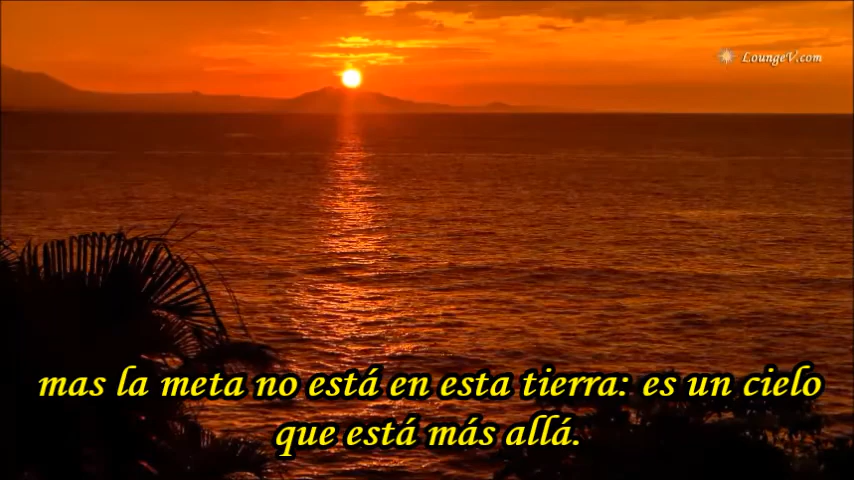 LoungeV.com
mas la meta no está en esta tierra: es un cielo
que está más allá.